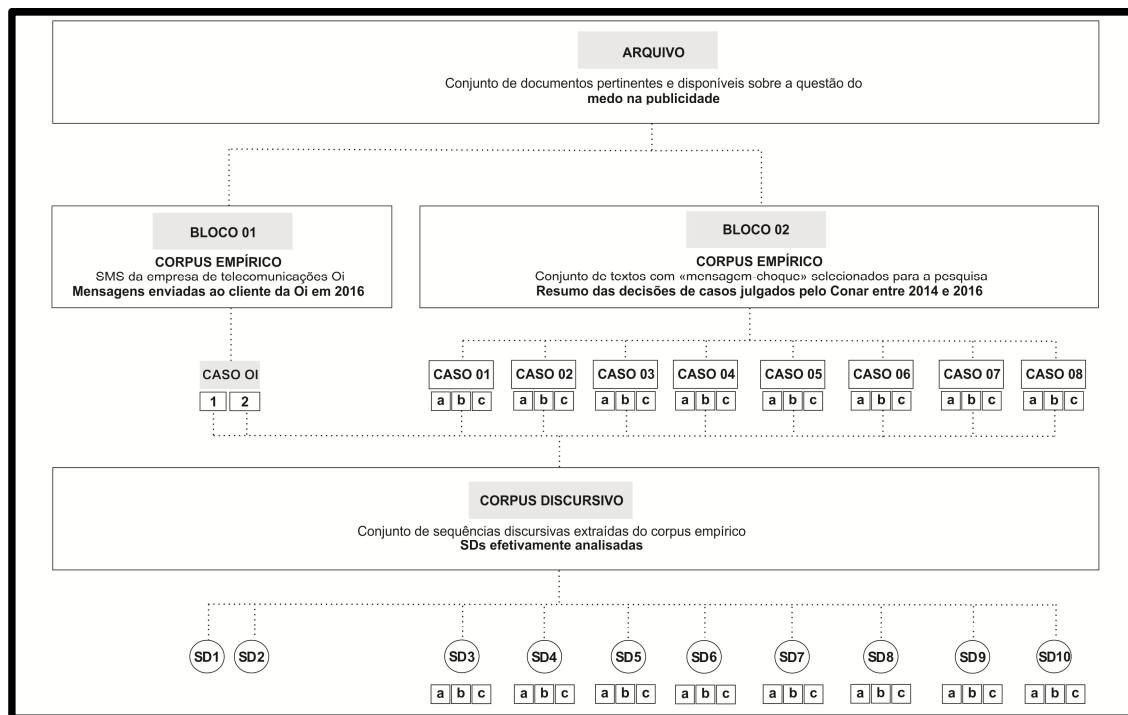 ARQUIVO
Conjunto de documentos pertinentes e disponíveis sobre a questão do
medo na publicidade
BLOCO 01
CORPUS EMPÍRICO
SMS da empresa de telecomunicações Oi
Mensagens enviadas ao cliente da Oi em 2016
BLOCO 02
CORPUS EMPÍRICO
Conjunto de textos com «mensagem-choque» selecionados para a pesquisa
Resumo das decisões de casos julgados pelo Conar entre 2014 e 2016
CASO OI
1 2
CASO 01 CASO 02 CASO 03 CASO 04 CASO 05 CASO 06 CASO 07 CASO 08
a b c a b c a b c a b c a b c a b c a b c a b c
CORPUS DISCURSIVO
Conjunto de sequências discursivas extraídas do corpus empírico
SDs efetivamente analisadas
SD1 SD2 SD3 SD4 SD5 SD6 SD7 SD8 SD9 SD10
a b c a b c a b c a b c a b c a b c a b c a b c